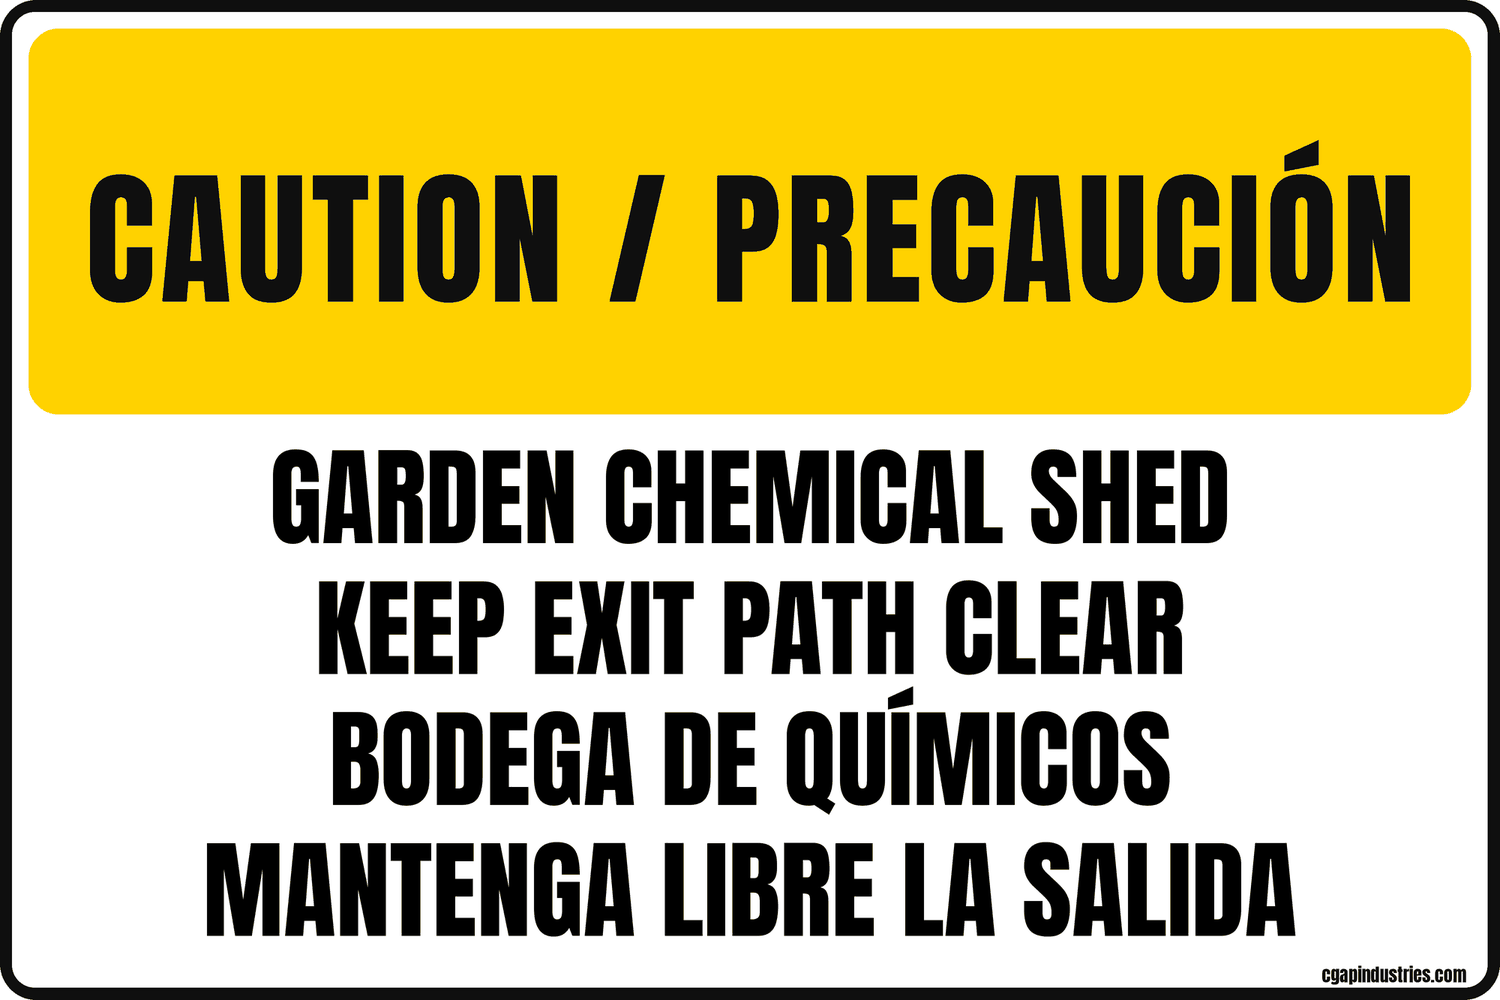 CAUTION / PRECAUCIÓN
GARDEN CHEMICAL SHED
KEEP EXIT PATH CLEAR
BODEGA DE QUÍMICOS
MANTENGA LIBRE LA SALIDA
cgapindustries.com